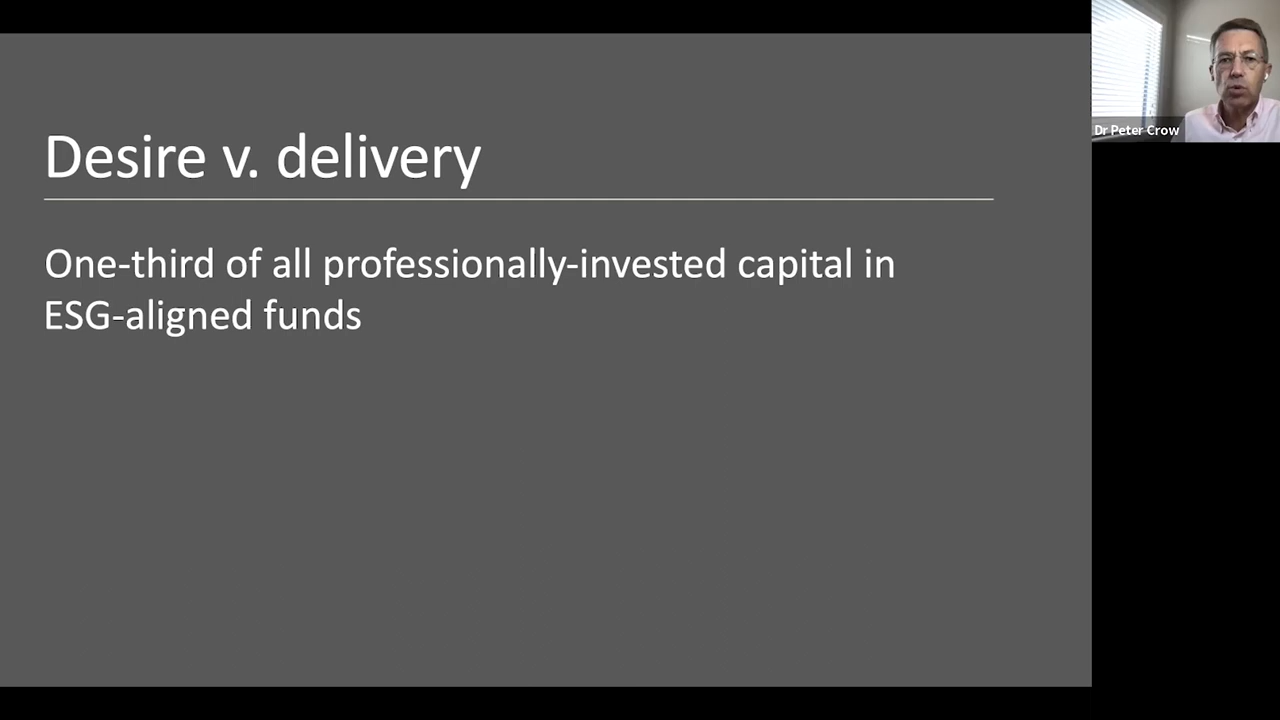 Desire v. delivery
One-third of all professionally-invested capital in
ESG-aligned funds
Dr Peter Crow